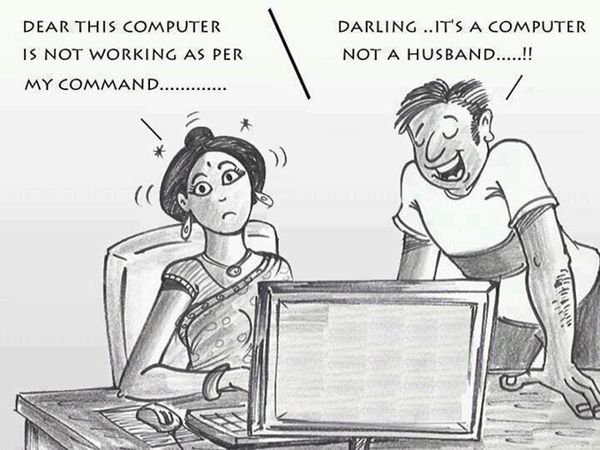 DEAR THIS COMPUTER
IS NOT WORKING AS PER
MY COMMAND.............
DARLING ..IT'S A COMPUTER
NOT A HUSBAND.....!!